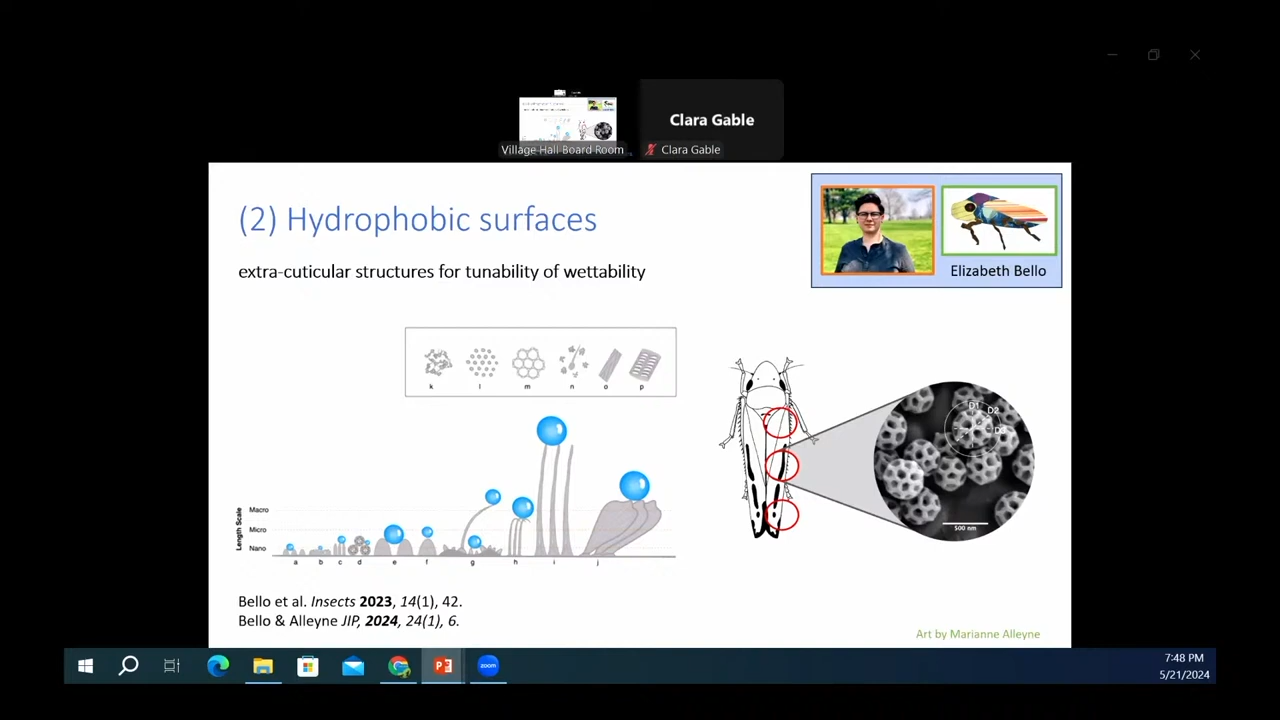 Clara Gable
Village Hall Board Room
Clara Gable
(2) Hydrophobic surfaces
extra-cuticular structures for tunability of wettability
Elizabeth Bello
k l m n o p
D1
D2
500 nm
Length Scale
Macro
Micro
Nano
a b c d e f g h i j
Bello et al. Insects 2023, 14(1), 42.
Bello & Alleyne JIP, 2024, 24(1), 6.
Art by Marianne Alleyne
zoom
7:48 PM
5/21/2024